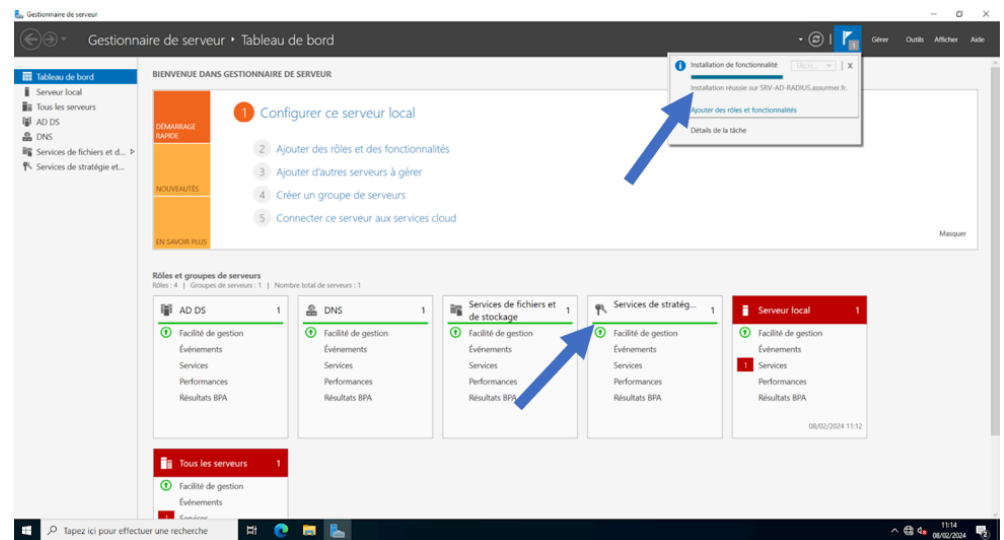 Gestionnaire de serveur
Gestionnaire de serveur • Tableau de bord
Gérer Outils Afficher Aide
1
Installation de fonctionnalité
X
Installation réussie sur SRV-AD-RADIUS.assurmer.fr.
Ajouter des rôles et fonctionnalités
Détails de la tâche
Tableau de bord
Serveur local
Tous les serveurs
AD DS
DNS
Services de fichiers et d...
Services de stratégie et...
BIENVENUE DANS GESTIONNAIRE DE SERVEUR
DÉMARRAGE RAPIDE
NOUVEAUTÉS
EN SAVOIR PLUS
1 Configurer ce serveur local
2 Ajouter des rôles et des fonctionnalités
3 Ajouter d'autres serveurs à gérer
4 Créer un groupe de serveurs
5 Connecter ce serveur aux services cloud
Masquer
Rôles et groupes de serveurs
Rôles : 4 | Groupes de serveurs : 1 | Nombre total de serveurs : 1
AD DS 1
Facilité de gestion
Événements
Services
Performances
Résultats BPA
DNS 1
Facilité de gestion
Événements
Services
Performances
Résultats BPA
Services de fichiers et de stockage 1
Facilité de gestion
Événements
Services
Performances
Résultats BPA
Services de stratég... 1
Facilité de gestion
Événements
Services
Performances
Résultats BPA
Serveur local 1
Facilité de gestion
Événements
1 Services
Performances
Résultats BPA
08/02/2024 11:12
Tous les serveurs 1
Facilité de gestion
Événements
1 Services
Tapez ici pour effectuer une recherche
11:14
08/02/2024
2